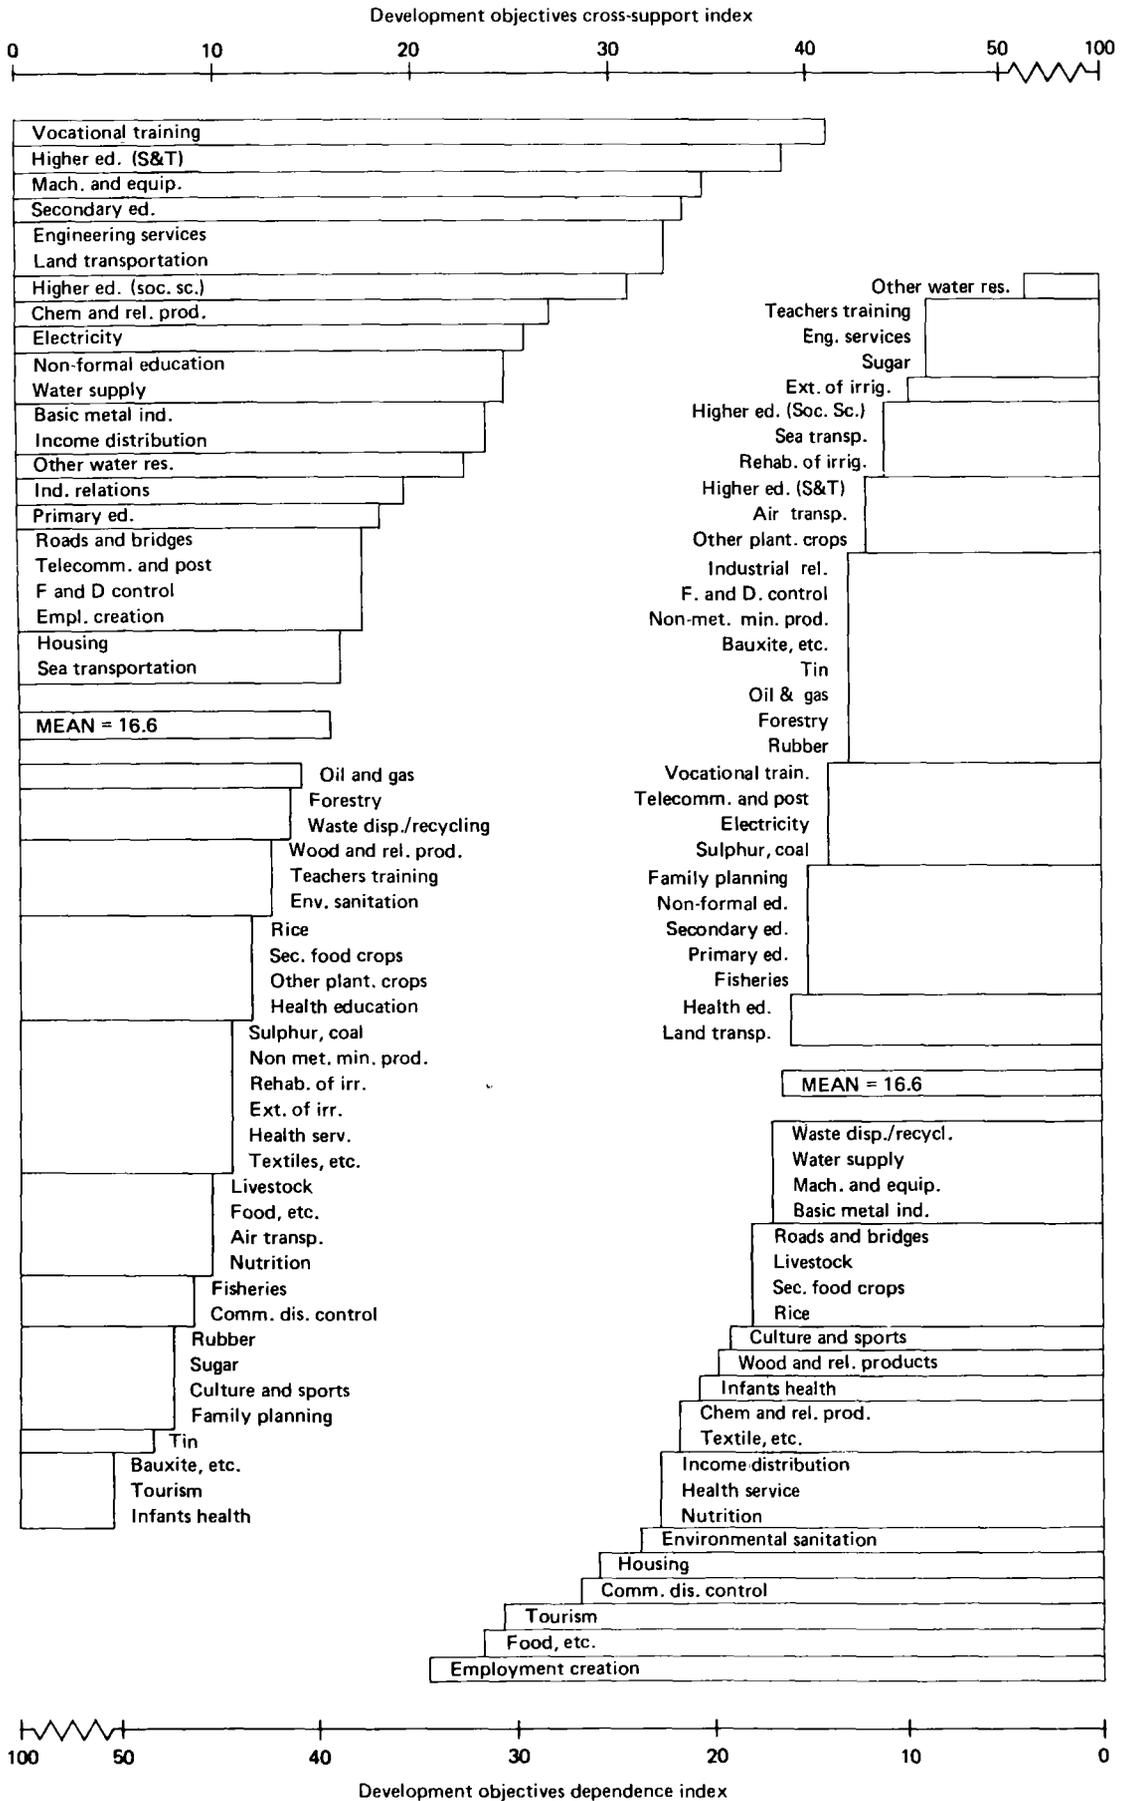 Development objectives cross-support index
0 10 20 30 40 50 100
Vocational training
Higher ed. (S&T)
Mach. and equip.
Secondary ed.
Engineering services
Land transportation
Higher ed. (soc. sc.)
Chem and rel. prod.
Electricity
Non-formal education
Water supply
Basic metal ind.
Income distribution
Other water res.
Ind. relations
Primary ed.
Roads and bridges
Telecomm. and post
F and D control
Empl. creation
Housing
Sea transportation
MEAN = 16.6
Oil and gas
Forestry
Waste disp./recycling
Wood and rel. prod.
Teachers training
Env. sanitation
Rice
Sec. food crops
Other plant. crops
Health education
Sulphur, coal
Non met. min. prod.
Rehab. of irr.
Ext. of irr.
Health serv.
Textiles, etc.
Livestock
Food, etc.
Air transp.
Nutrition
Fisheries
Comm. dis. control
Rubber
Sugar
Culture and sports
Family planning
Tin
Bauxite, etc.
Tourism
Infants health
Other water res.
Teachers training
Eng. services
Sugar
Ext. of irrig.
Higher ed. (Soc. Sc.)
Sea transp.
Rehab. of irrig.
Higher ed. (S&T)
Air transp.
Other plant. crops
Industrial rel.
F. and D. control
Non-met. min. prod.
Bauxite, etc.
Tin
Oil & gas
Forestry
Rubber
Vocational train.
Telecomm. and post
Electricity
Sulphur, coal
Family planning
Non-formal ed.
Secondary ed.
Primary ed.
Fisheries
Health ed.
Land transp.
MEAN = 16.6
Waste disp./recycl.
Water supply
Mach. and equip.
Basic metal ind.
Roads and bridges
Livestock
Sec. food crops
Rice
Culture and sports
Wood and rel. products
Infants health
Chem and rel. prod.
Textile, etc.
Income distribution
Health service
Nutrition
Environmental sanitation
Housing
Comm. dis. control
Tourism
Food, etc.
Employment creation
100 50 40 30 20 10 0
Development objectives dependence index